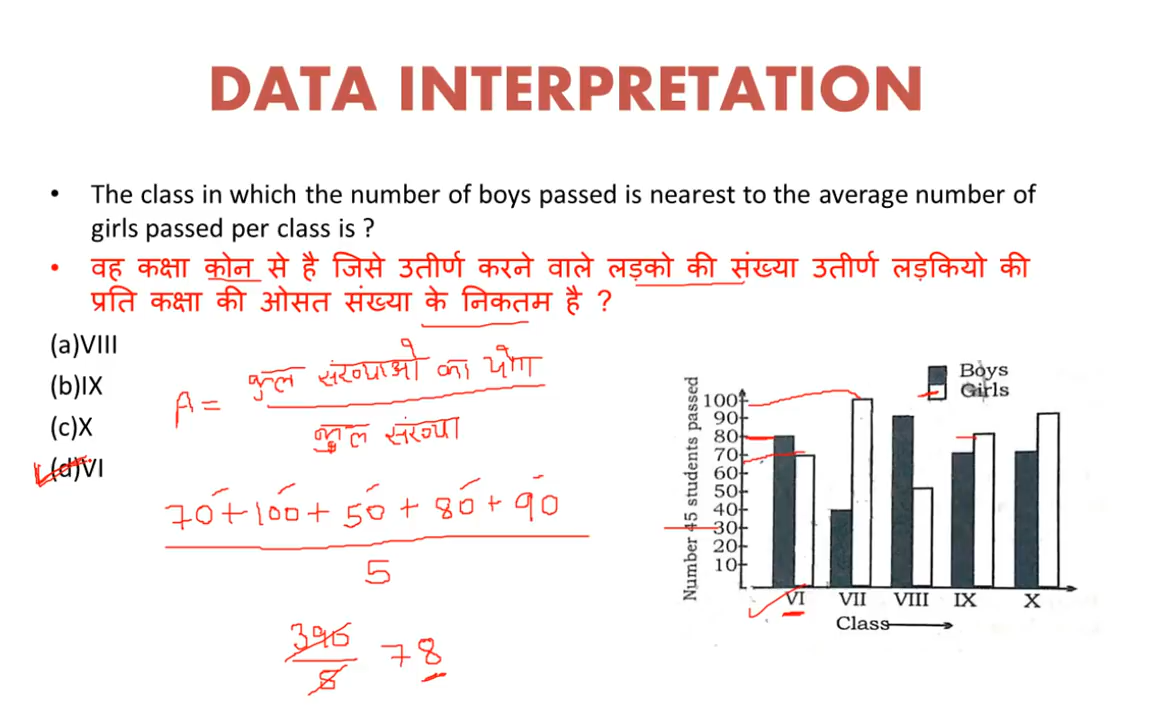 DATA INTERPRETATION
• The class in which the number of boys passed is nearest to the average number of
girls passed per class is ?
• वह कक्षा कोन से है जिसे उतीर्ण करने वाले लड़को की संख्या उतीर्ण लड़कियो की
प्रति कक्षा की ओसत संख्या के निकतम है ?
(a)VIII
(b)IX
(c)X
(d)VI
A = कुल संख्याओं का योग
कुल संख्या
70 + 100 + 50 + 80 + 90
5
390
5
78
Boys
Girls
Number 45 students passed
100
90
80
70
60
50
40
30
20
10
VI VII VIII IX X
Class